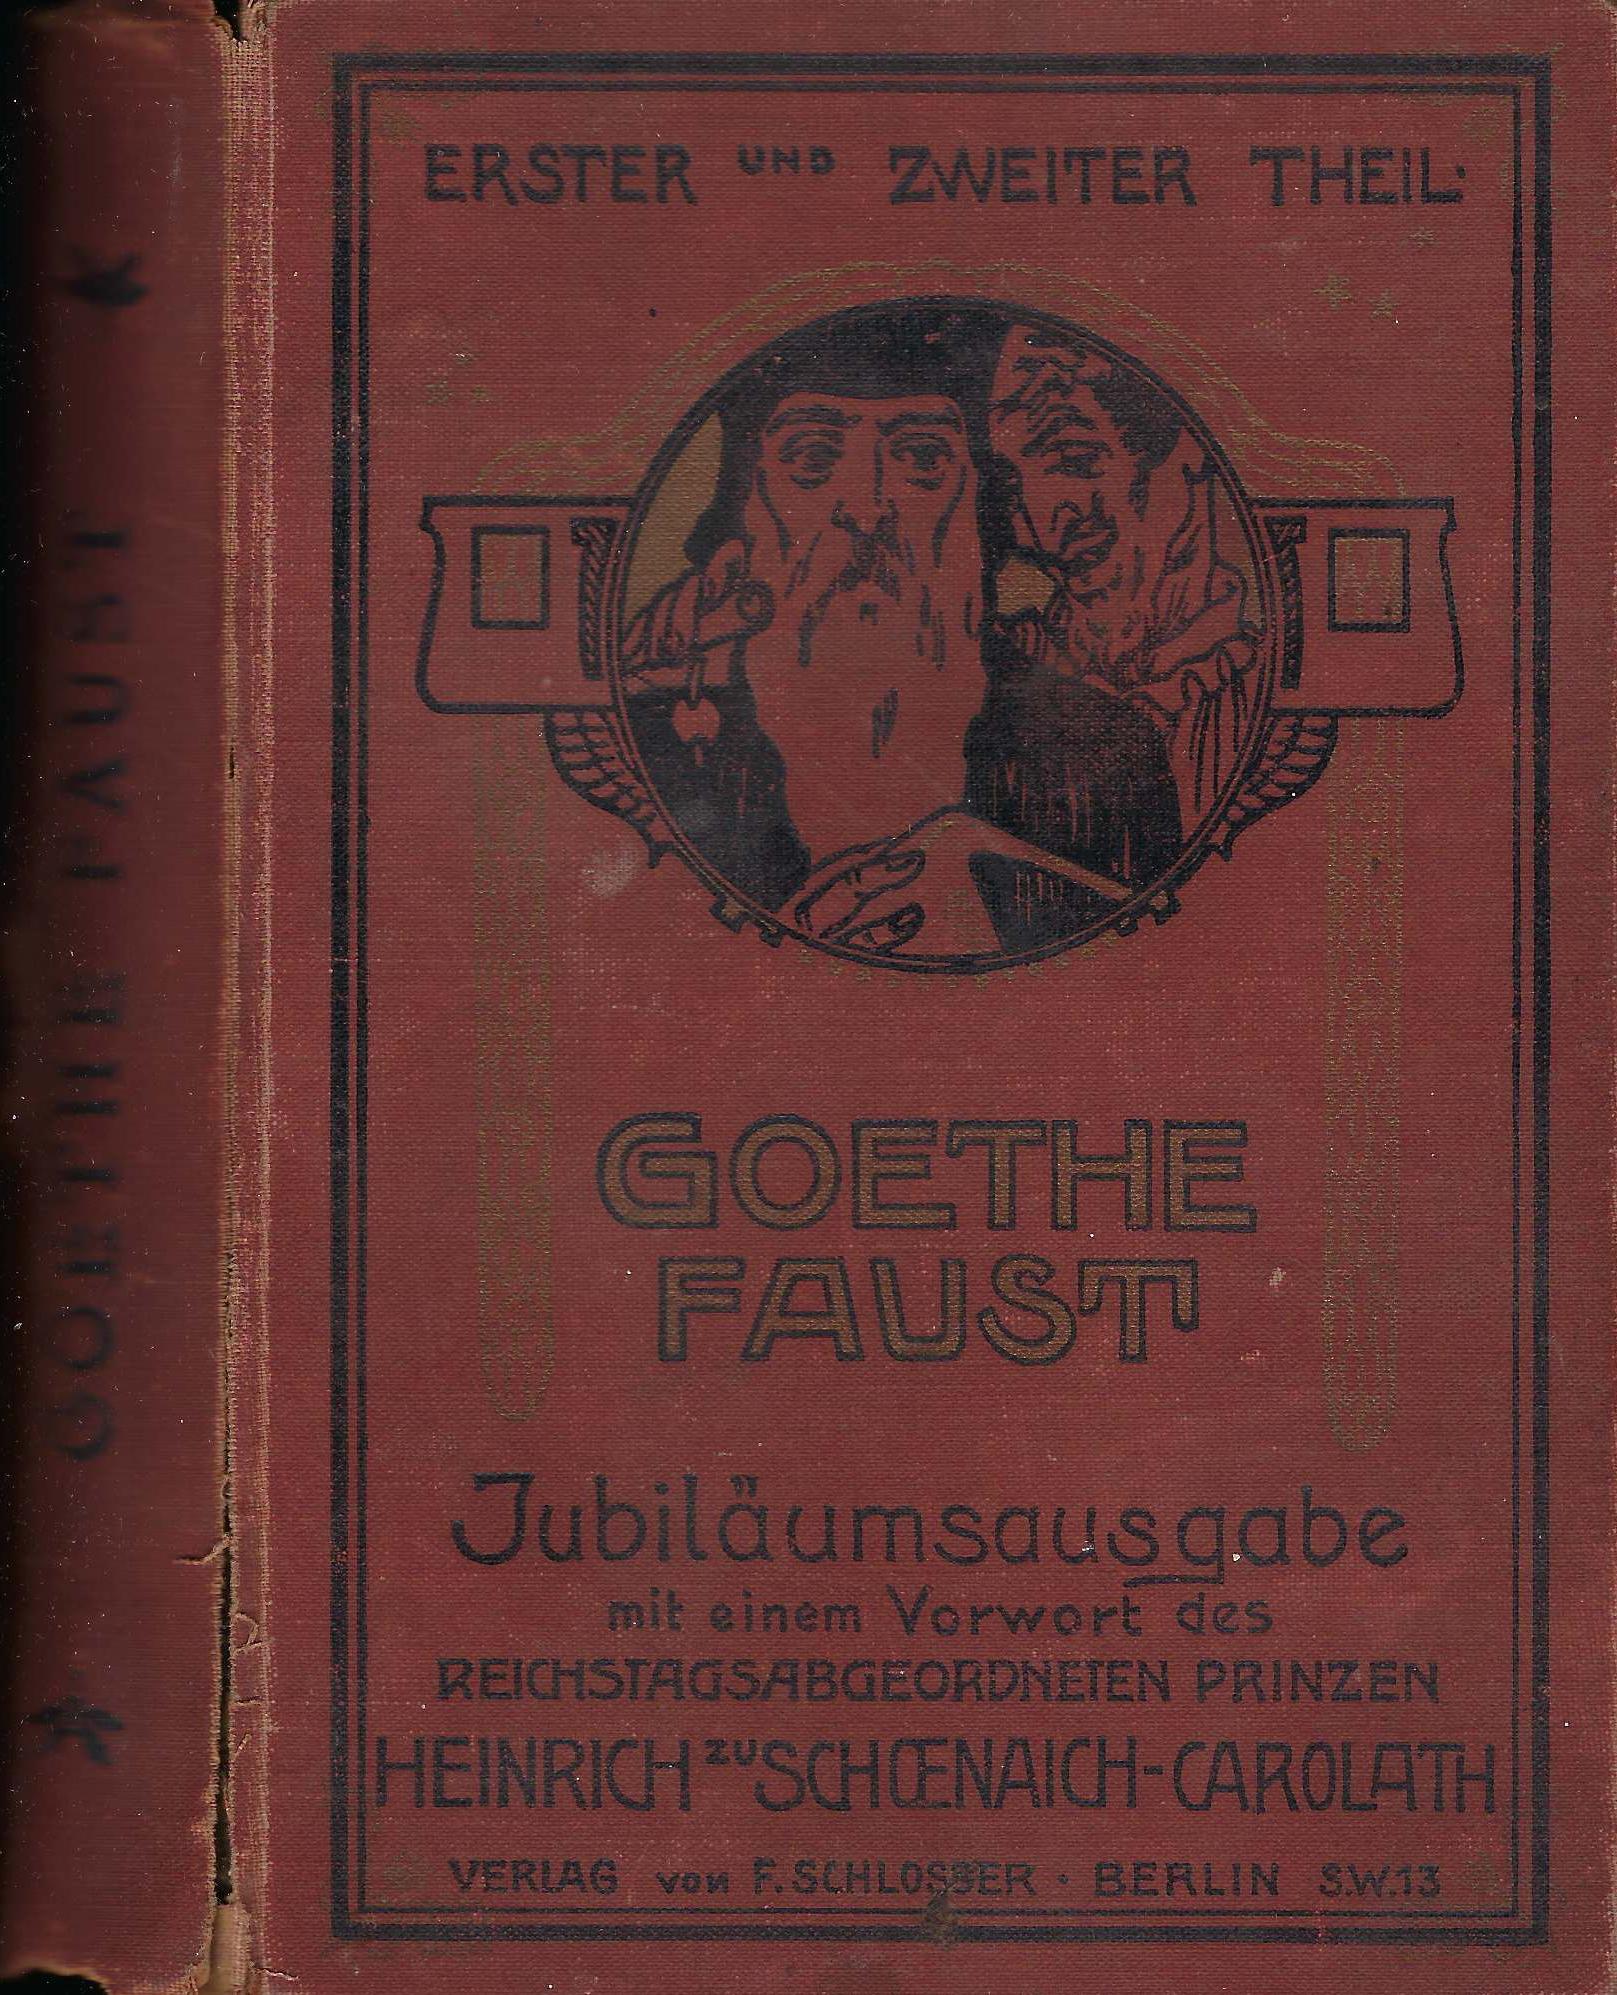 GOETHE FAUST
ERSTER UND ZWEITER THEIL.
GOETHE
FAUST
Jubiläumsausgabe
mit einem Vorwort des
REICHSTAGSABGEORDNETEN PRINZEN
HEINRICH ZU SCHŒNAICH-CAROLATH
VERLAG von F. SCHLOSSER · BERLIN S.W.13